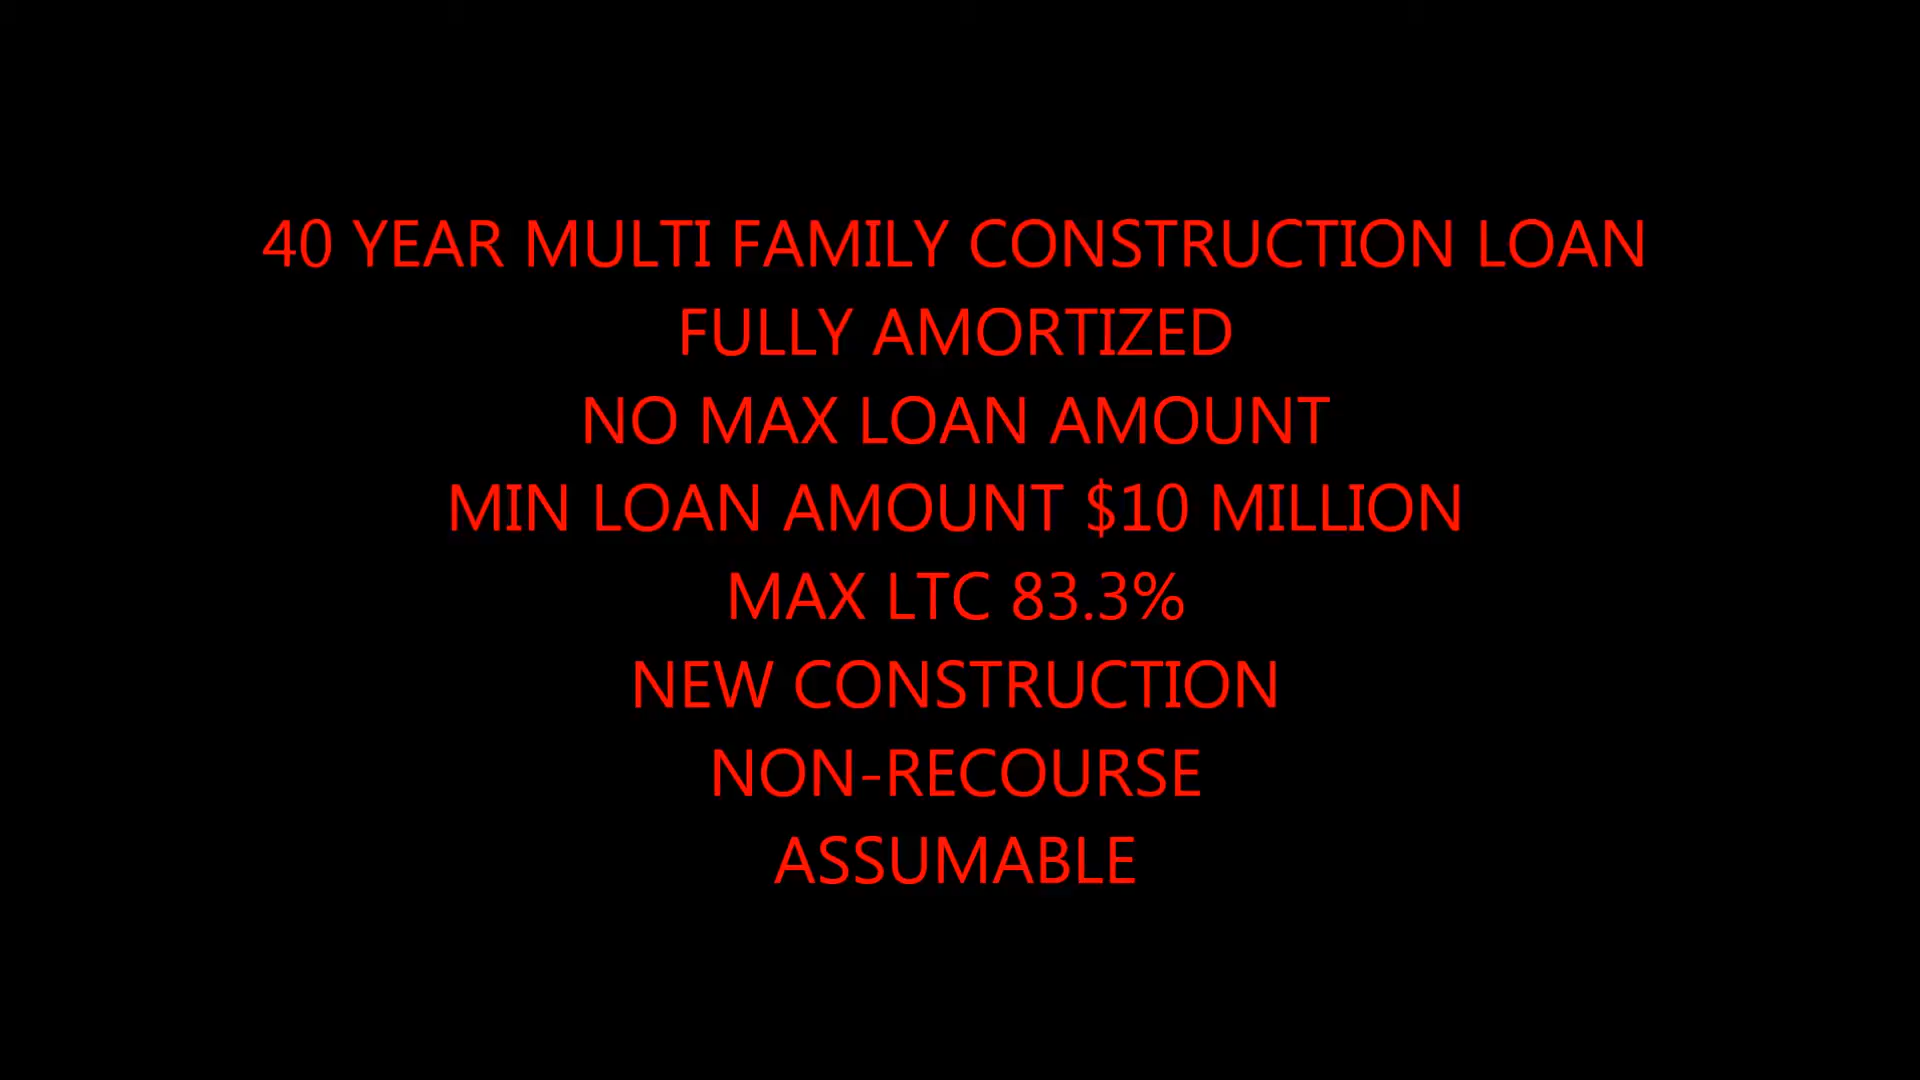 40 YEAR MULTI FAMILY CONSTRUCTION LOAN
FULLY AMORTIZED
NO MAX LOAN AMOUNT
MIN LOAN AMOUNT $10 MILLION
MAX LTC 83.3%
NEW CONSTRUCTION
NON-RECOURSE
ASSUMABLE